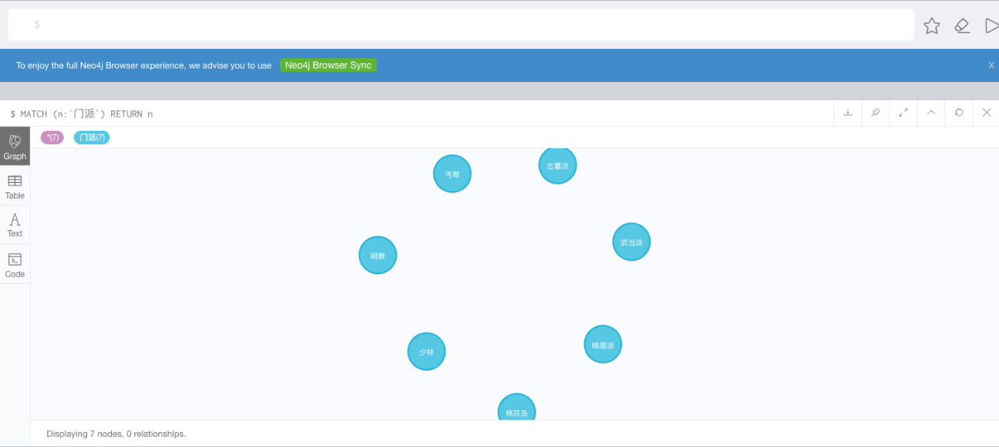 $
To enjoy the full Neo4j Browser experience, we advise you to use Neo4j Browser Sync X
$ MATCH (n:`门派`) RETURN n
*(7) 门派(7)
Graph
Table
Text
Code
古墓派
丐帮
武当派
明教
峨眉派
少林
桃花岛
Displaying 7 nodes, 0 relationships.